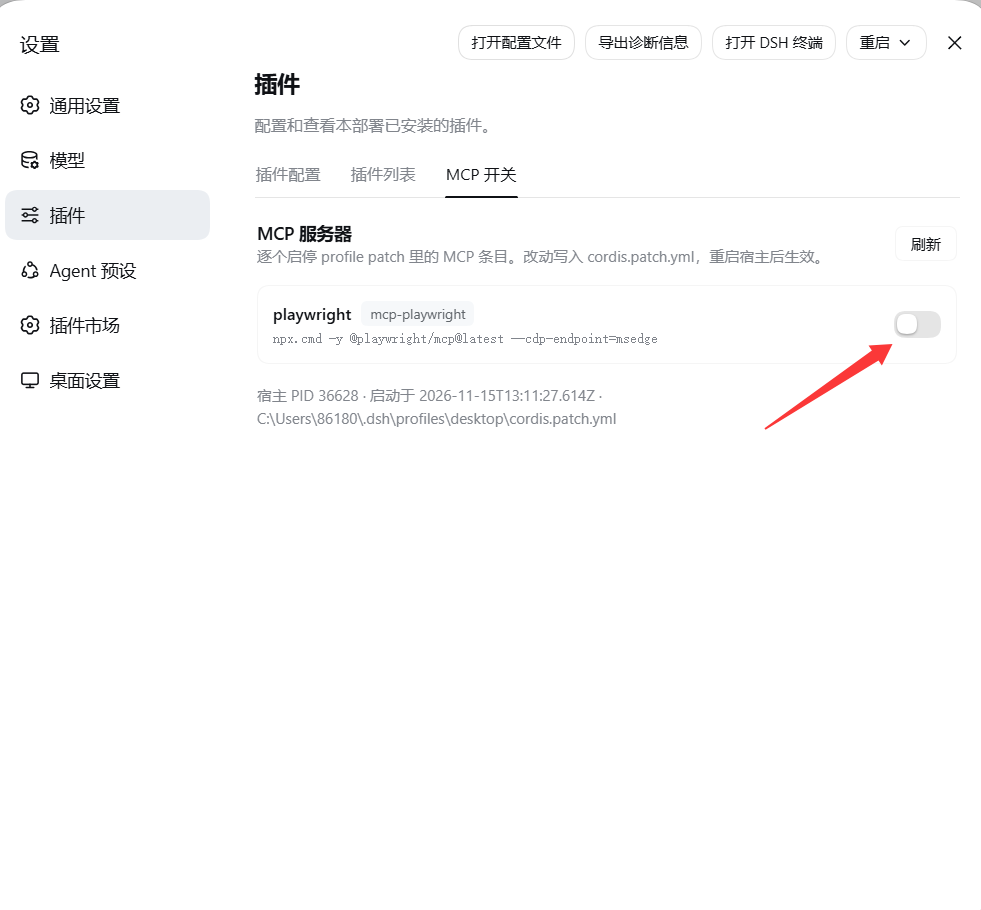 设置
打开配置文件
导出诊断信息
打开 DSH 终端
重启
插件
通用设置
配置和查看本部署已安装的插件。
模型
插件配置
插件列表
MCP 开关
插件
MCP 服务器
逐个启停 profile patch 里的 MCP 条目。改动写入 cordis.patch.yml，重启宿主后生效。
刷新
Agent 预设
playwright
mcp-playwright
npx.cmd -y @playwright/mcp@latest --cdp-endpoint=msedge
插件市场
桌面设置
宿主 PID 36628 · 启动于 2026-11-15T13:11:27.614Z ·
C:\Users\86180\.dsh\profiles\desktop\cordis.patch.yml